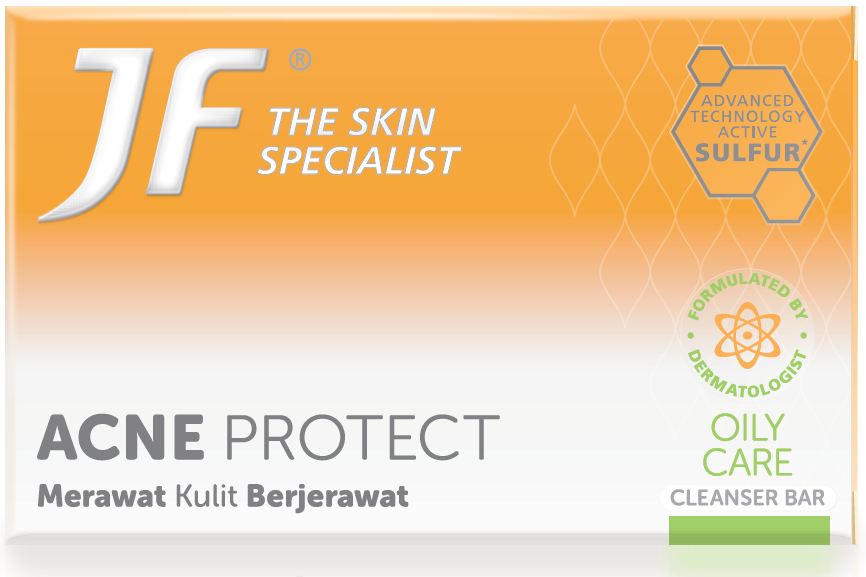 JF®
THE SKIN
SPECIALIST
ADVANCED
TECHNOLOGY
ACTIVE
SULFUR*
FORMULATED BY
DERMATOLOGIST
ACNE PROTECT
Merawat Kulit Berjerawat
OILY
CARE
CLEANSER BAR